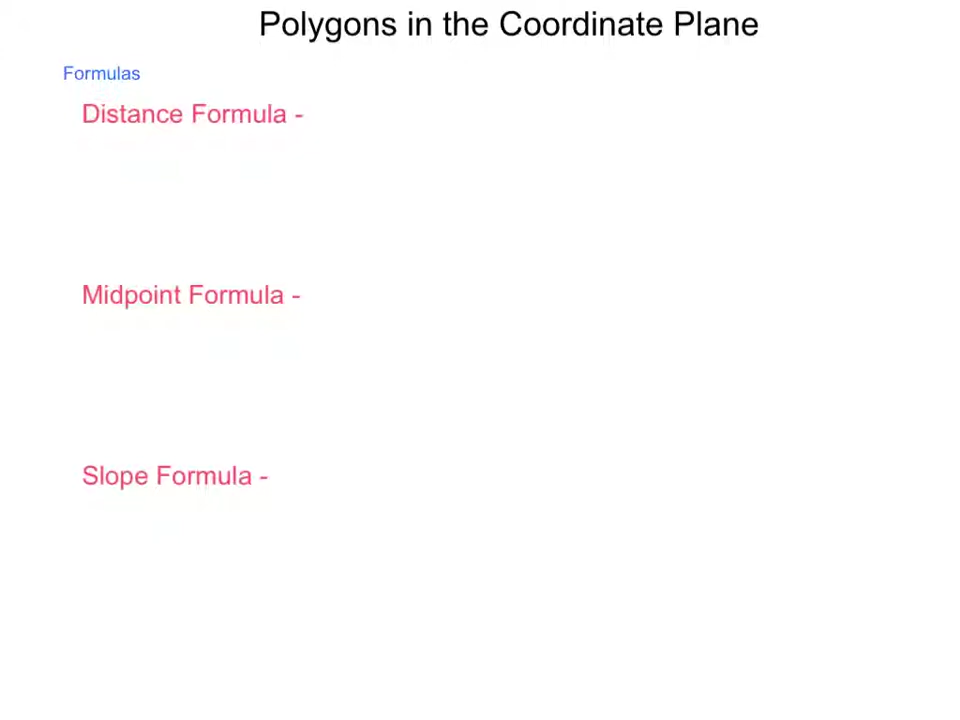 Polygons in the Coordinate Plane
Formulas
Distance Formula -
Midpoint Formula -
Slope Formula -